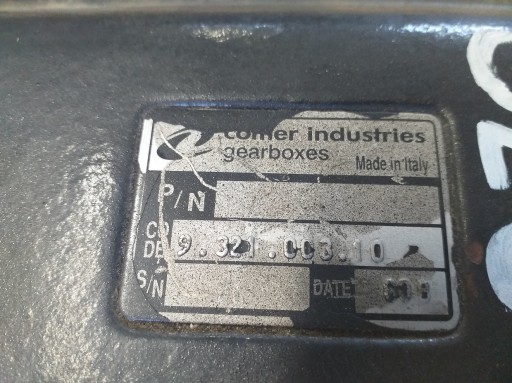 comer industries
gearboxes
Made in Italy
P/N
CO
DE 9.321.003.10
S/N DATE